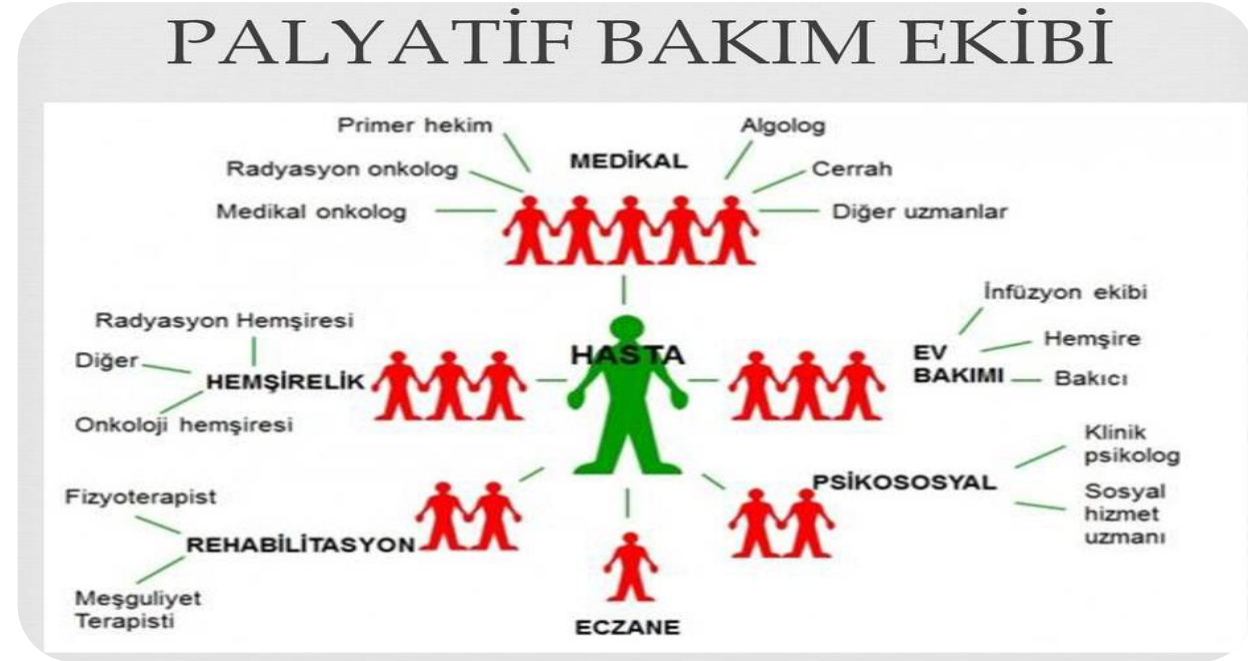 PALYATİF BAKIM EKİBİ
Primer hekim
Radyasyon onkolog
Medikal onkolog
MEDİKAL
Algolog
Cerrah
Diğer uzmanlar
Radyasyon Hemşiresi
Diğer
HEMŞİRELİK
Onkoloji hemşiresi
HASTA
İnfüzyon ekibi
EV
BAKIMI
Hemşire
Bakıcı
Fizyoterapist
REHABİLİTASYON
Meşguliyet
Terapisti
PSİKOSOSYAL
Klinik
psikolog
Sosyal
hizmet
uzmanı
ECZANE